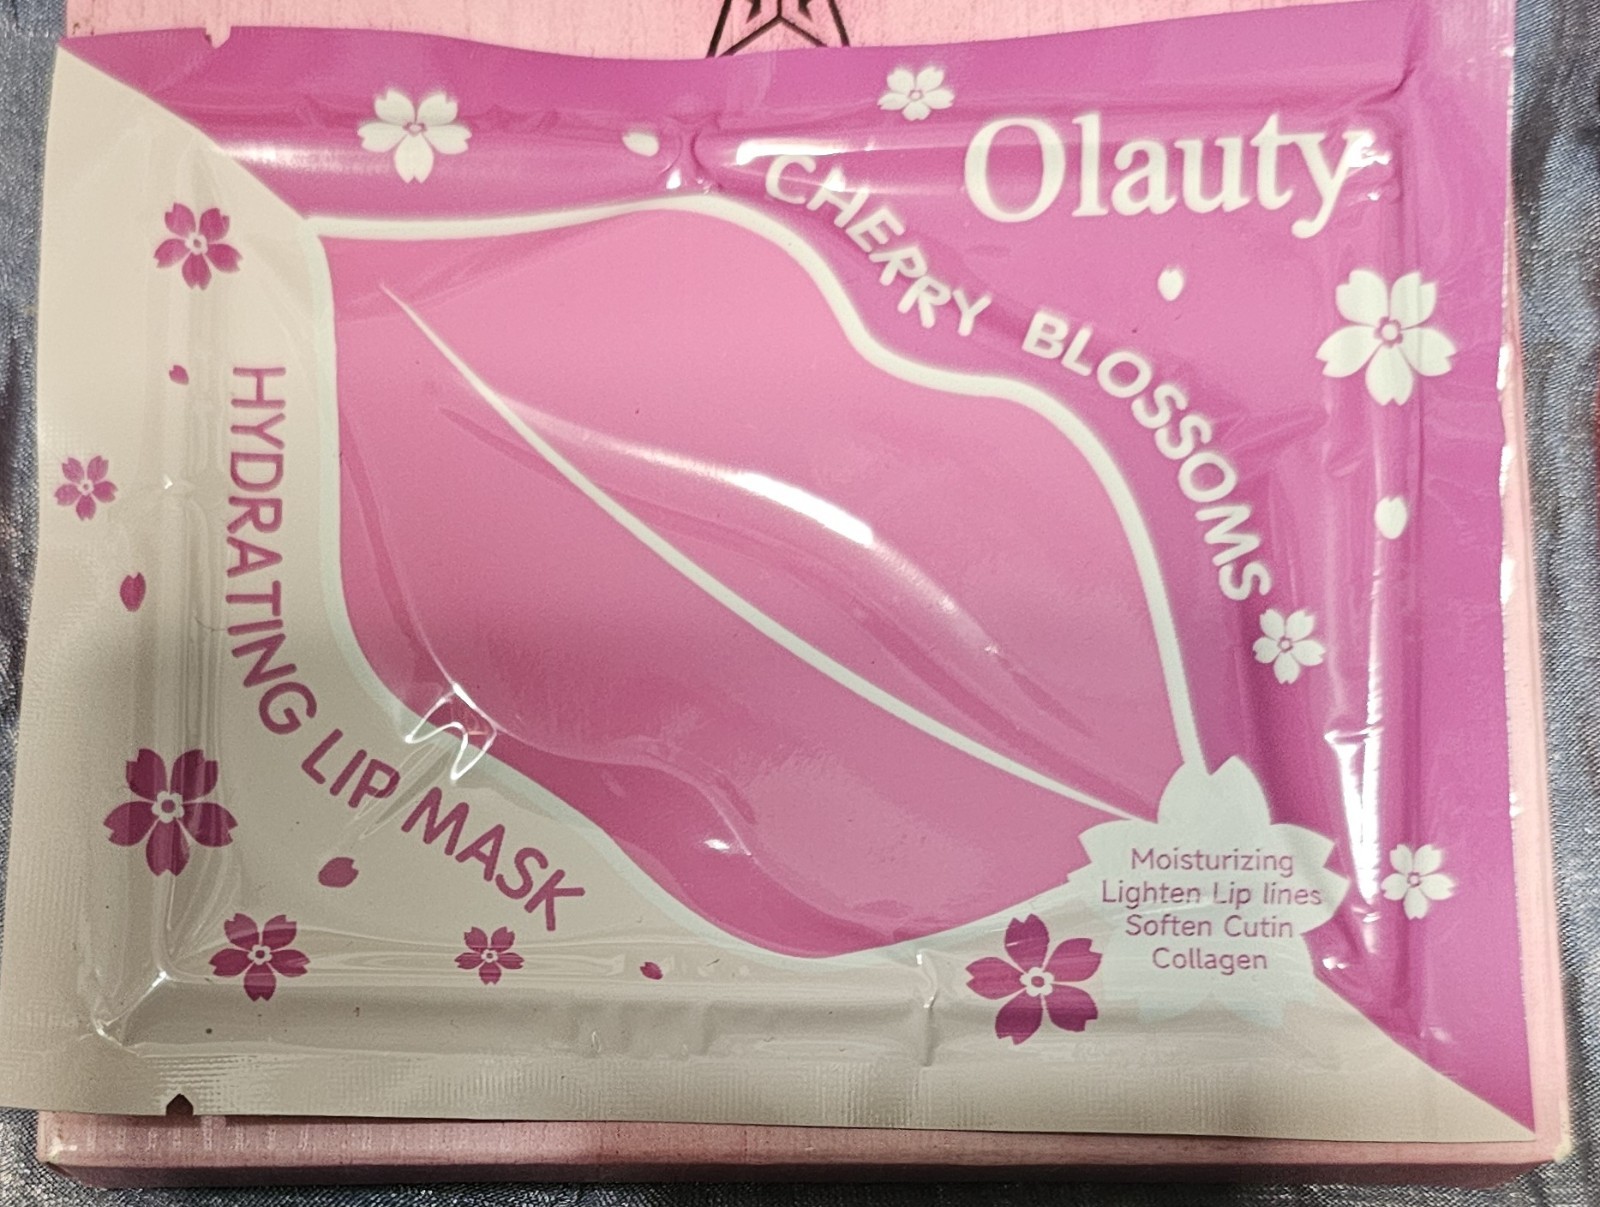 Olauty
CHERRY BLOSSOMS
HYDRATING LIP MASK
Moisturizing
Lighten Lip lines
Soften Cutin
Collagen